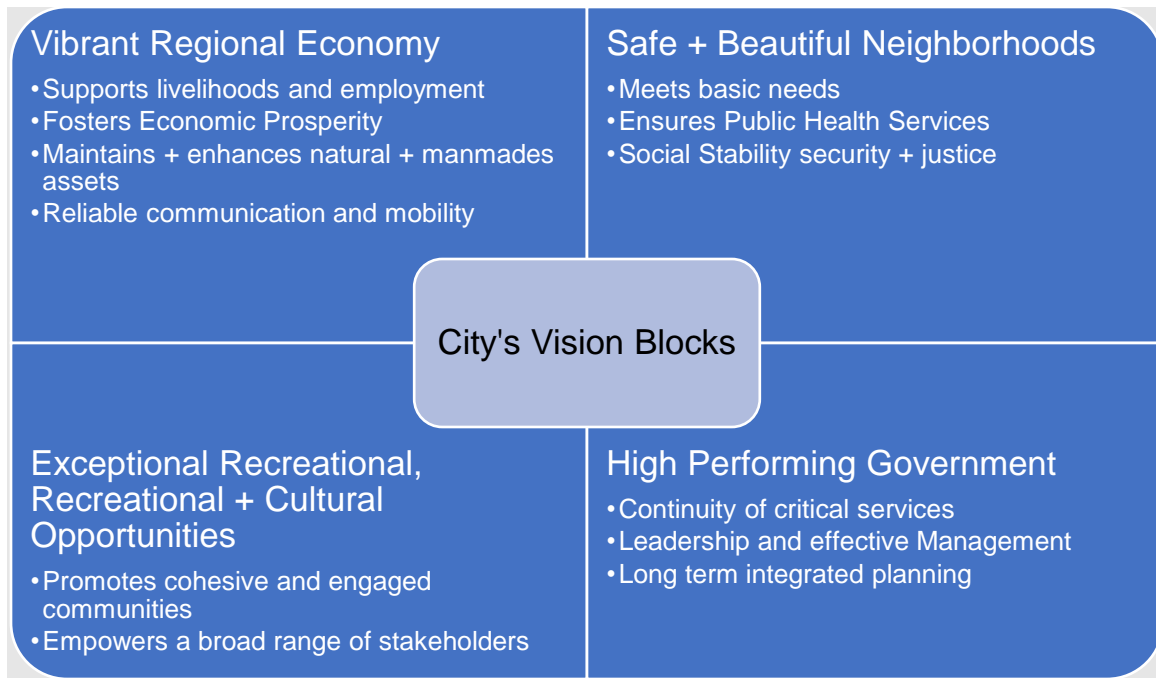 Vibrant Regional Economy
•Supports livelihoods and employment
•Fosters Economic Prosperity
•Maintains + enhances natural + manmades
assets
•Reliable communication and mobility
Safe + Beautiful Neighborhoods
•Meets basic needs
•Ensures Public Health Services
•Social Stability security + justice
City's Vision Blocks
Exceptional Recreational,
Recreational + Cultural
Opportunities
•Promotes cohesive and engaged
communities
•Empowers a broad range of stakeholders
High Performing Government
•Continuity of critical services
•Leadership and effective Management
•Long term integrated planning